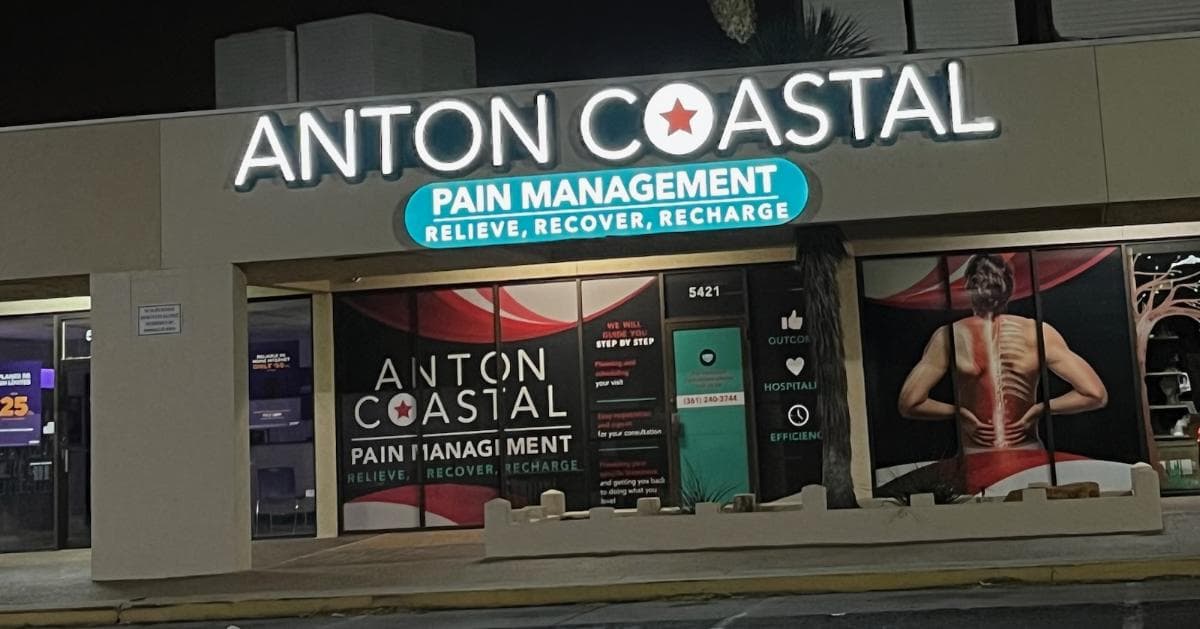 ANTON COASTAL
PAIN MANAGEMENT
RELIEVE, RECOVER, RECHARGE
5421
WE WILL
GUIDE YOU
STEP BY STEP
your visit
for your consultation
and getting you back
to doing what you
ANTON
COASTAL
PAIN MANAGEMENT
RELIEVE, RECOVER, RECHARGE
(361) 240-3744
OUTCOM
HOSPITALI
EFFICIENC
25